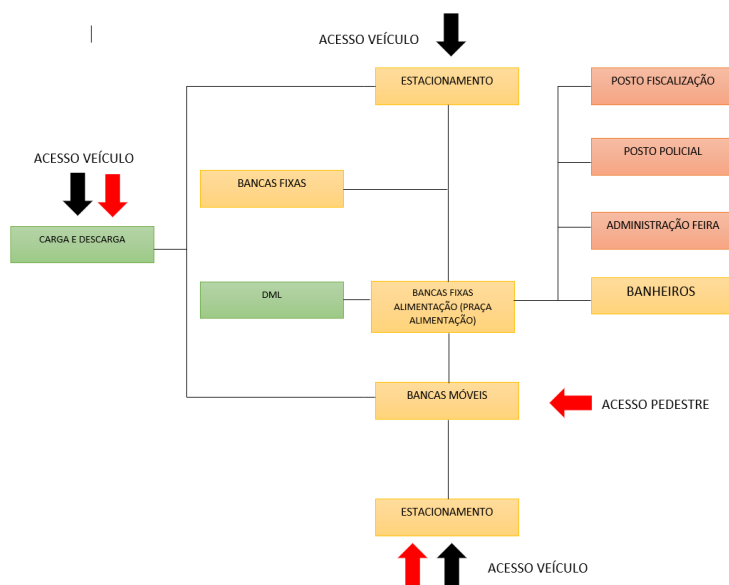 ACESSO VEÍCULO
ESTACIONAMENTO
POSTO FISCALIZAÇÃO
POSTO POLICIAL
ACESSO VEÍCULO
BANCAS FIXAS
CARGA E DESCARGA
ADMINISTRAÇÃO FEIRA
DML
BANCAS FIXAS
ALIMENTAÇÃO (PRAÇA
ALIMENTAÇÃO)
BANHEIROS
BANCAS MÓVEIS
ACESSO PEDESTRE
ESTACIONAMENTO
ACESSO VEÍCULO